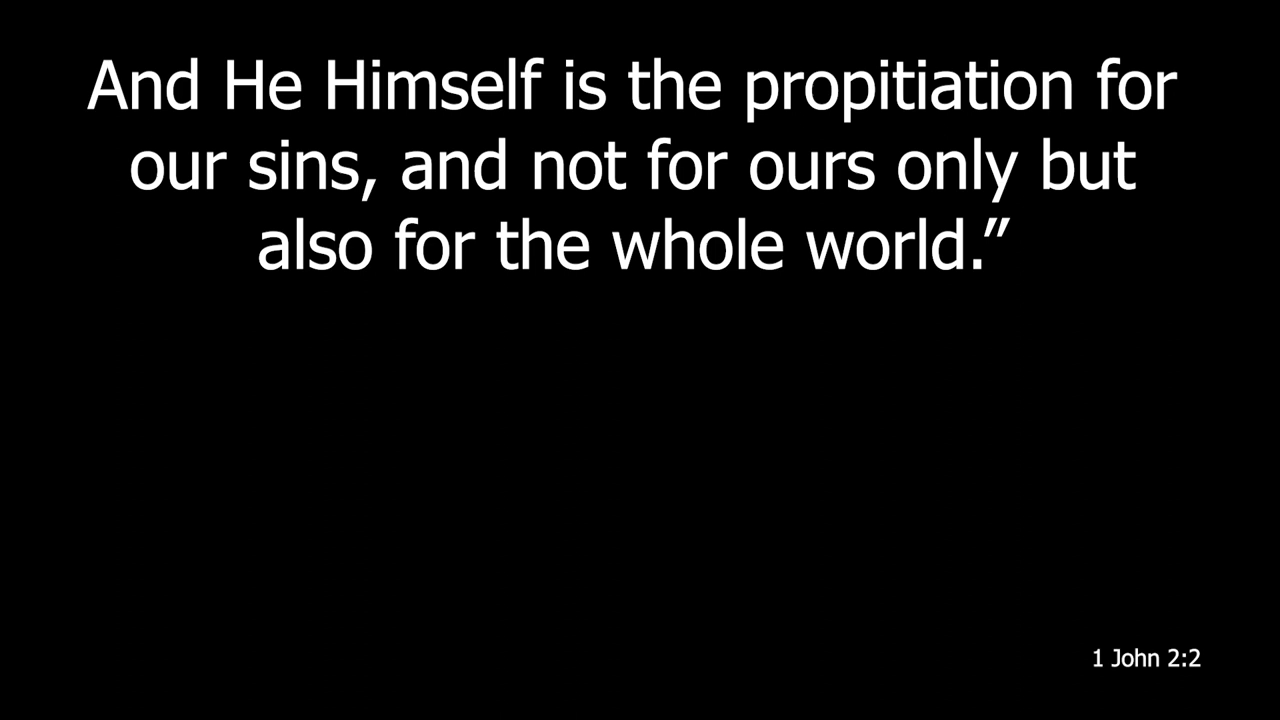 And He Himself is the propitiation for
our sins, and not for ours only but
also for the whole world.”
1 John 2:2